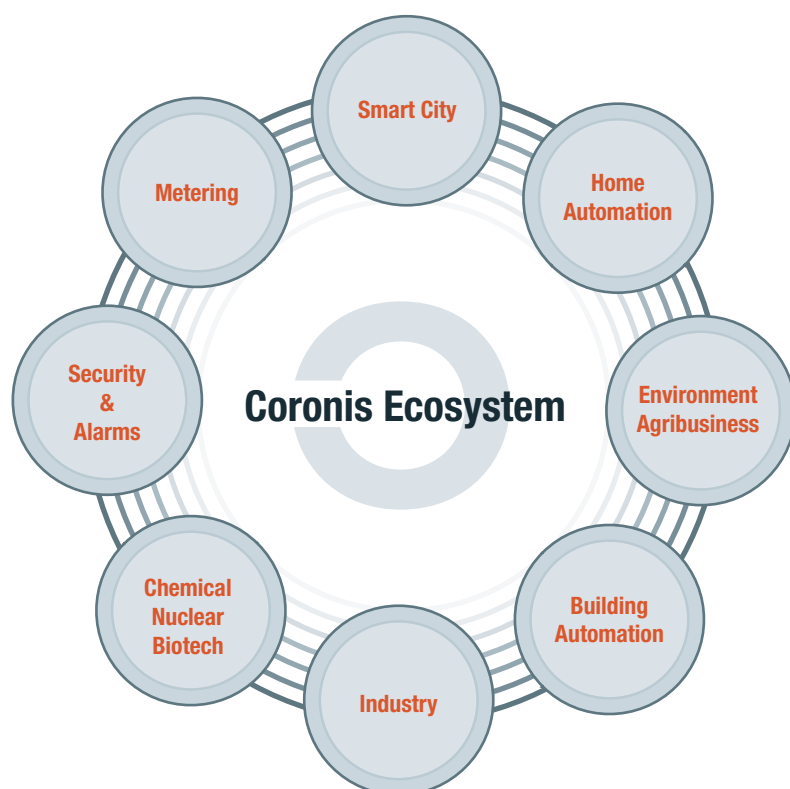 Smart City
Home
Automation
Metering
Environment
Agribusiness
Security
&
Alarms
Coronis Ecosystem
Chemical
Nuclear
Biotech
Building
Automation
Industry